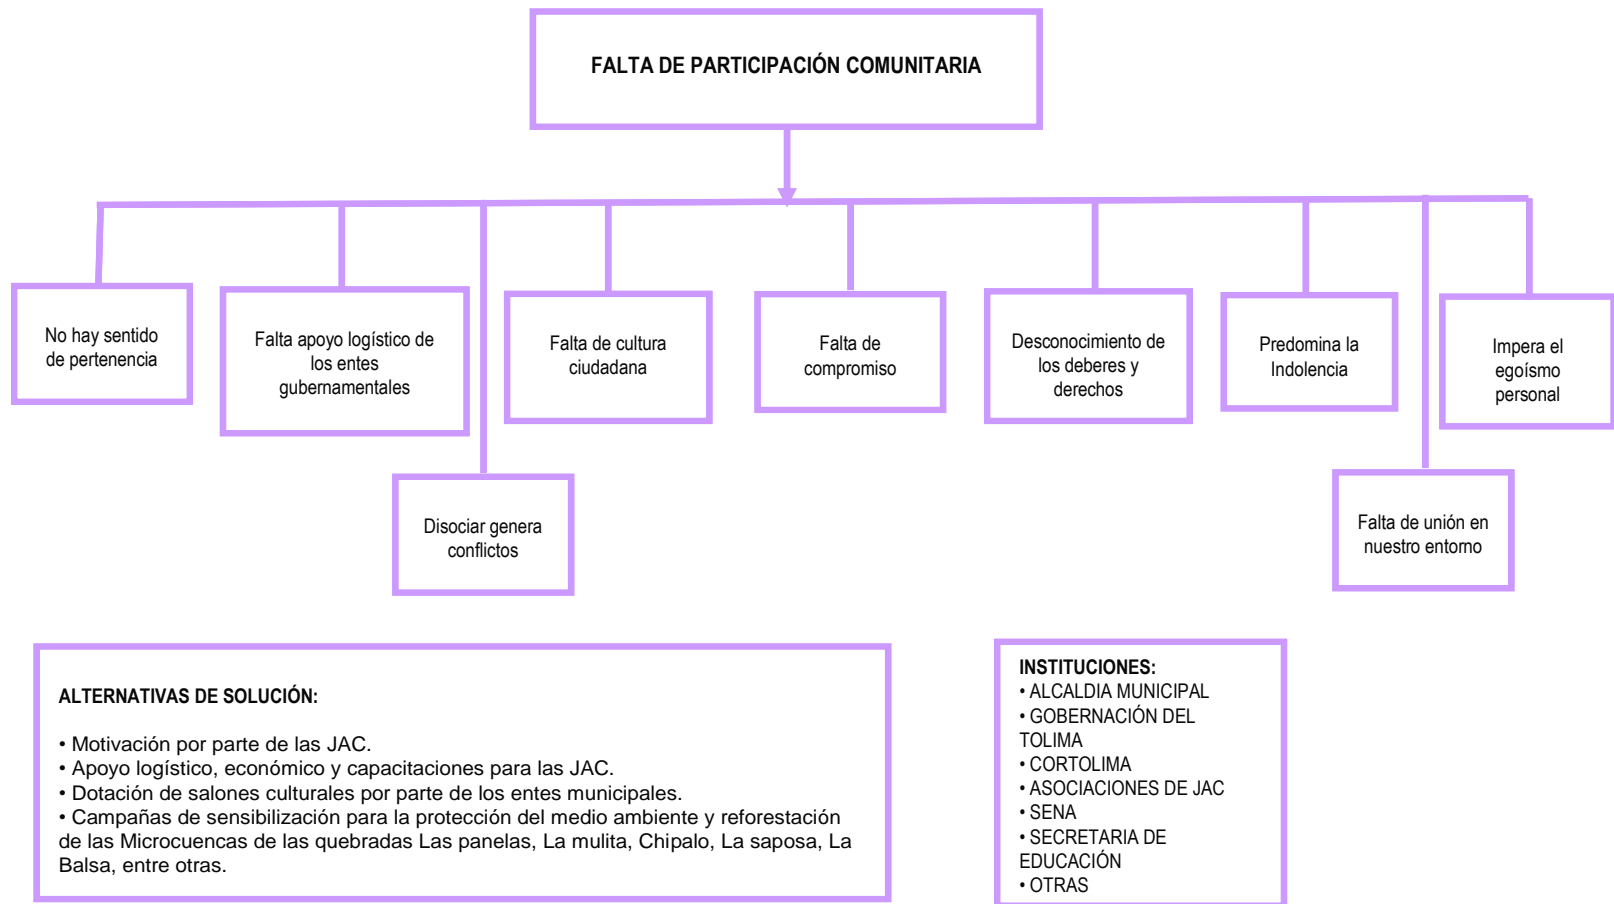 FALTA DE PARTICIPACIÓN COMUNITARIA
No hay sentido
de pertenencia
Falta apoyo logístico de
los entes
gubernamentales
Falta de cultura
ciudadana
Falta de
compromiso
Desconocimiento de
los deberes y
derechos
Predomina la
Indolencia
Impera el
egoísmo
personal
Disociar genera
conflictos
Falta de unión en
nuestro entorno
ALTERNATIVAS DE SOLUCIÓN:
• Motivación por parte de las JAC.
• Apoyo logístico, económico y capacitaciones para las JAC.
• Dotación de salones culturales por parte de los entes municipales.
• Campañas de sensibilización para la protección del medio ambiente y reforestación
de las Microcuencas de las quebradas Las panelas, La mulita, Chipalo, La saposa, La
Balsa, entre otras.
INSTITUCIONES:
• ALCALDIA MUNICIPAL
• GOBERNACIÓN DEL
TOLIMA
• CORTOLIMA
• ASOCIACIONES DE JAC
• SENA
• SECRETARIA DE
EDUCACIÓN
• OTRAS